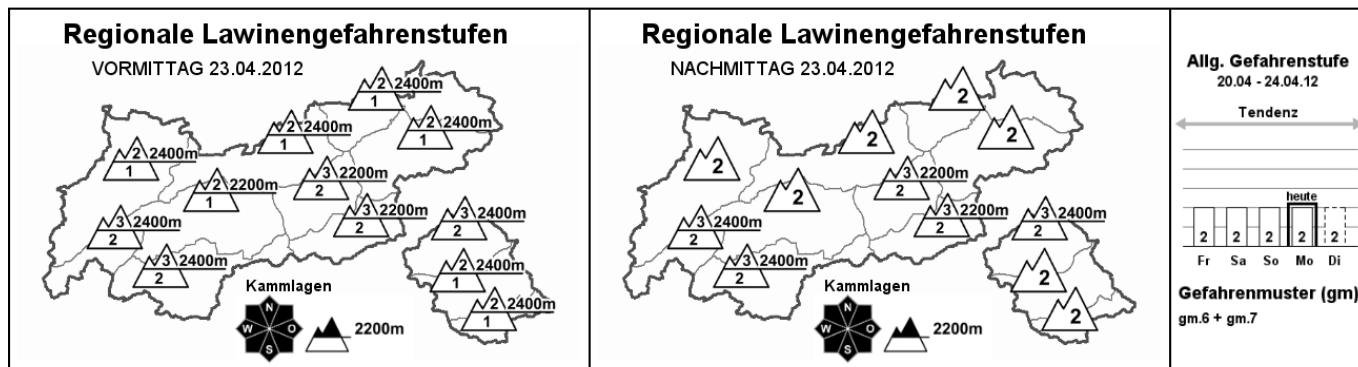 Regionale Lawinengefahrenstufen
VORMITTAG 23.04.2012
2 2400m
1
2 2400m
1
2 2400m
1
2 2400m
1
3 2200m
2
2 2200m
1
3 2200m
2
3 2400m
2
3 2400m
2
3 2400m
2
2 2400m
1
2 2400m
1
Kammlagen
N
W O
S
2200m
Regionale Lawinengefahrenstufen
NACHMITTAG 23.04.2012
2
2
2
2
3 2200m
2
2
3 2200m
2
3 2400m
2
3 2400m
2
3 2400m
2
2
2
Kammlagen
N
W O
S
2200m
Allg. Gefahrenstufe
20.04 - 24.04.12
Tendenz
heute
2 2 2 2 2
Fr Sa So Mo Di
Gefahrenmuster (gm)
gm.6 + gm.7